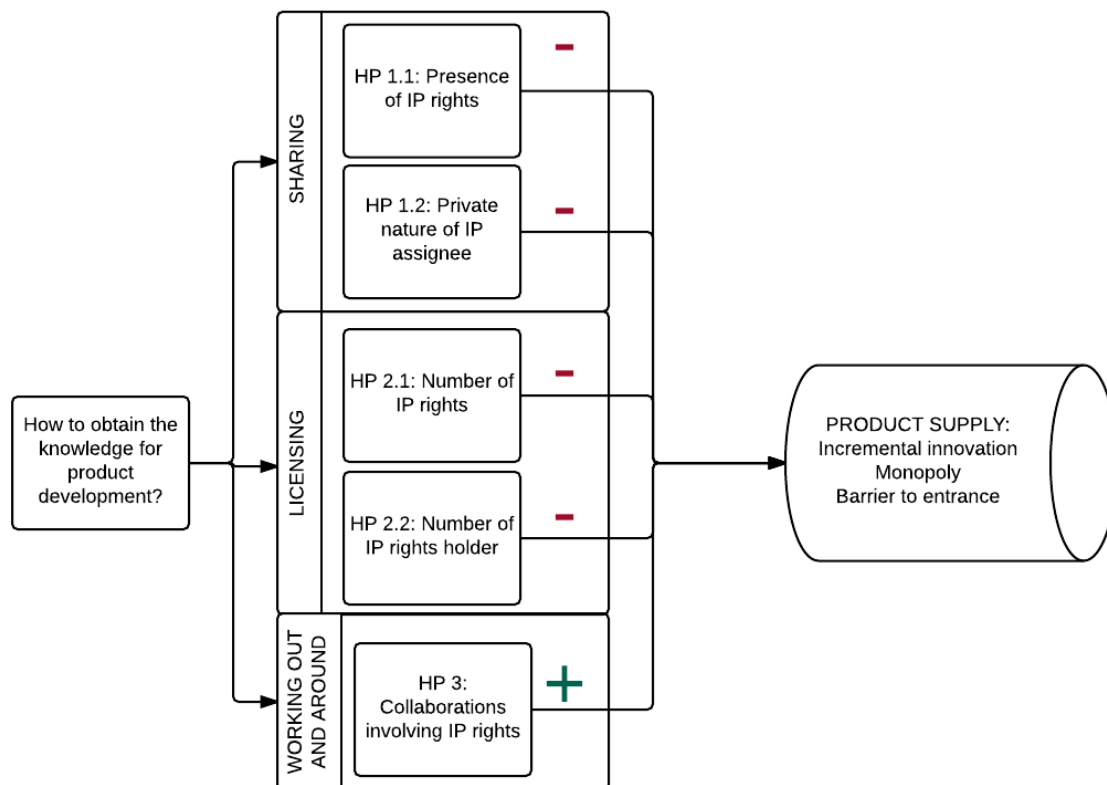 How to obtain the
knowledge for
product
development?
SHARING
HP 1.1: Presence
of IP rights
-
HP 1.2: Private
nature of IP
assignee
-
LICENSING
HP 2.1: Number of
IP rights
-
HP 2.2: Number of
IP rights holder
-
WORKING OUT
AND AROUND
HP 3:
Collaborations
involving IP rights
+
PRODUCT SUPPLY:
Incremental innovation
Monopoly
Barrier to entrance